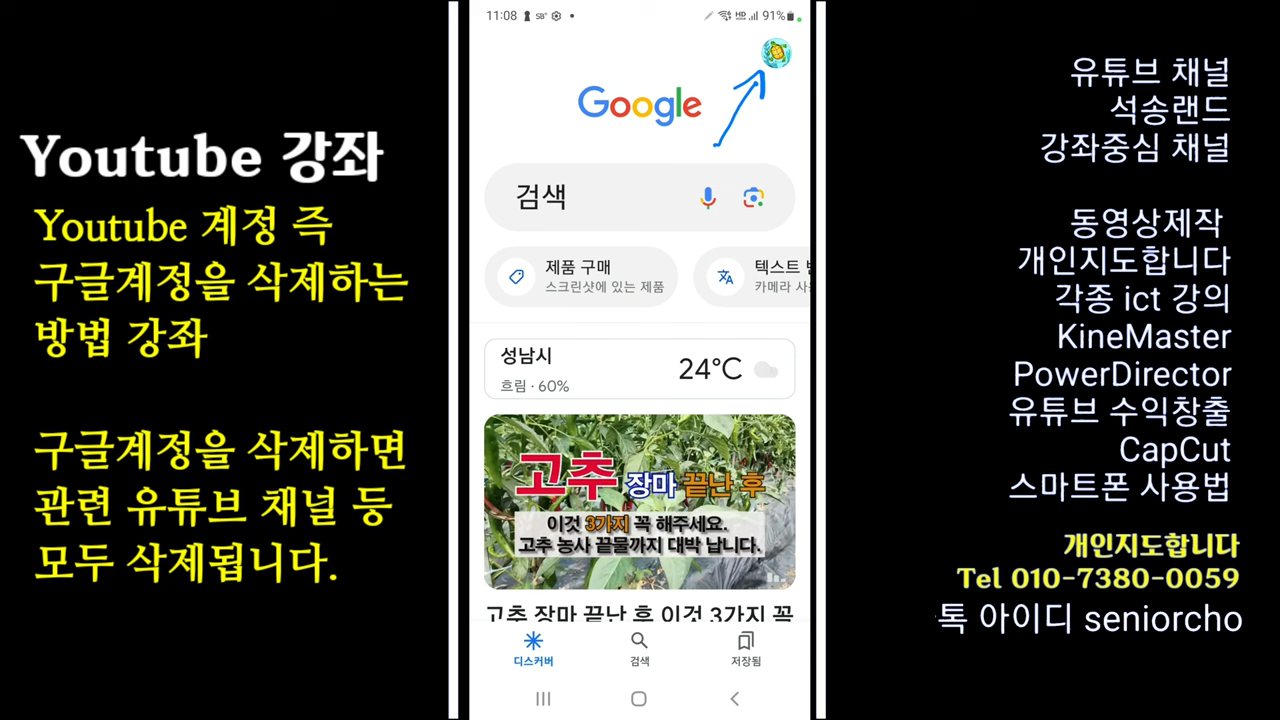 Youtube 강좌
Youtube 계정 즉
구글계정을 삭제하는
방법 강좌
구글계정을 삭제하면
관련 유튜브 채널 등
모두 삭제됩니다.
11:08
91%
Google
검색
제품 구매
스크린샷에 있는 제품
텍스트
카메라
성남시
흐림 · 60%
24°C
고추 장마 끝난 후
이것 3가지 꼭 해주세요.
고추 농사 끝물까지 대박 납니다.
고추 장마 끝난 후 이것 3가지 꼭
디스커버
검색
저장됨
유튜브 채널
석송랜드
강좌중심 채널
동영상제작
개인지도합니다
각종 ict 강의
KineMaster
PowerDirector
유튜브 수익창출
CapCut
스마트폰 사용법
개인지도합니다
Tel 010-7380-0059
톡 아이디 seniorcho